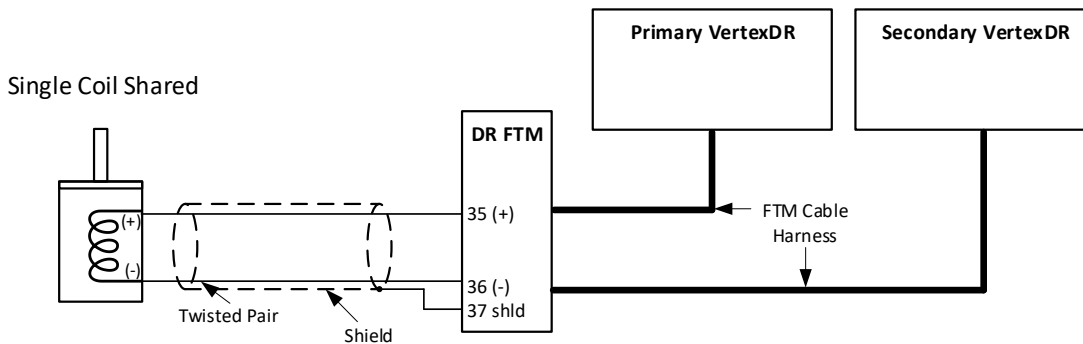 Primary VertexDR
Secondary VertexDR
Single Coil Shared
DR FTM
(+)
35 (+)
FTM Cable
Harness
(-)
36 (-)
37 shld
Twisted Pair
Shield